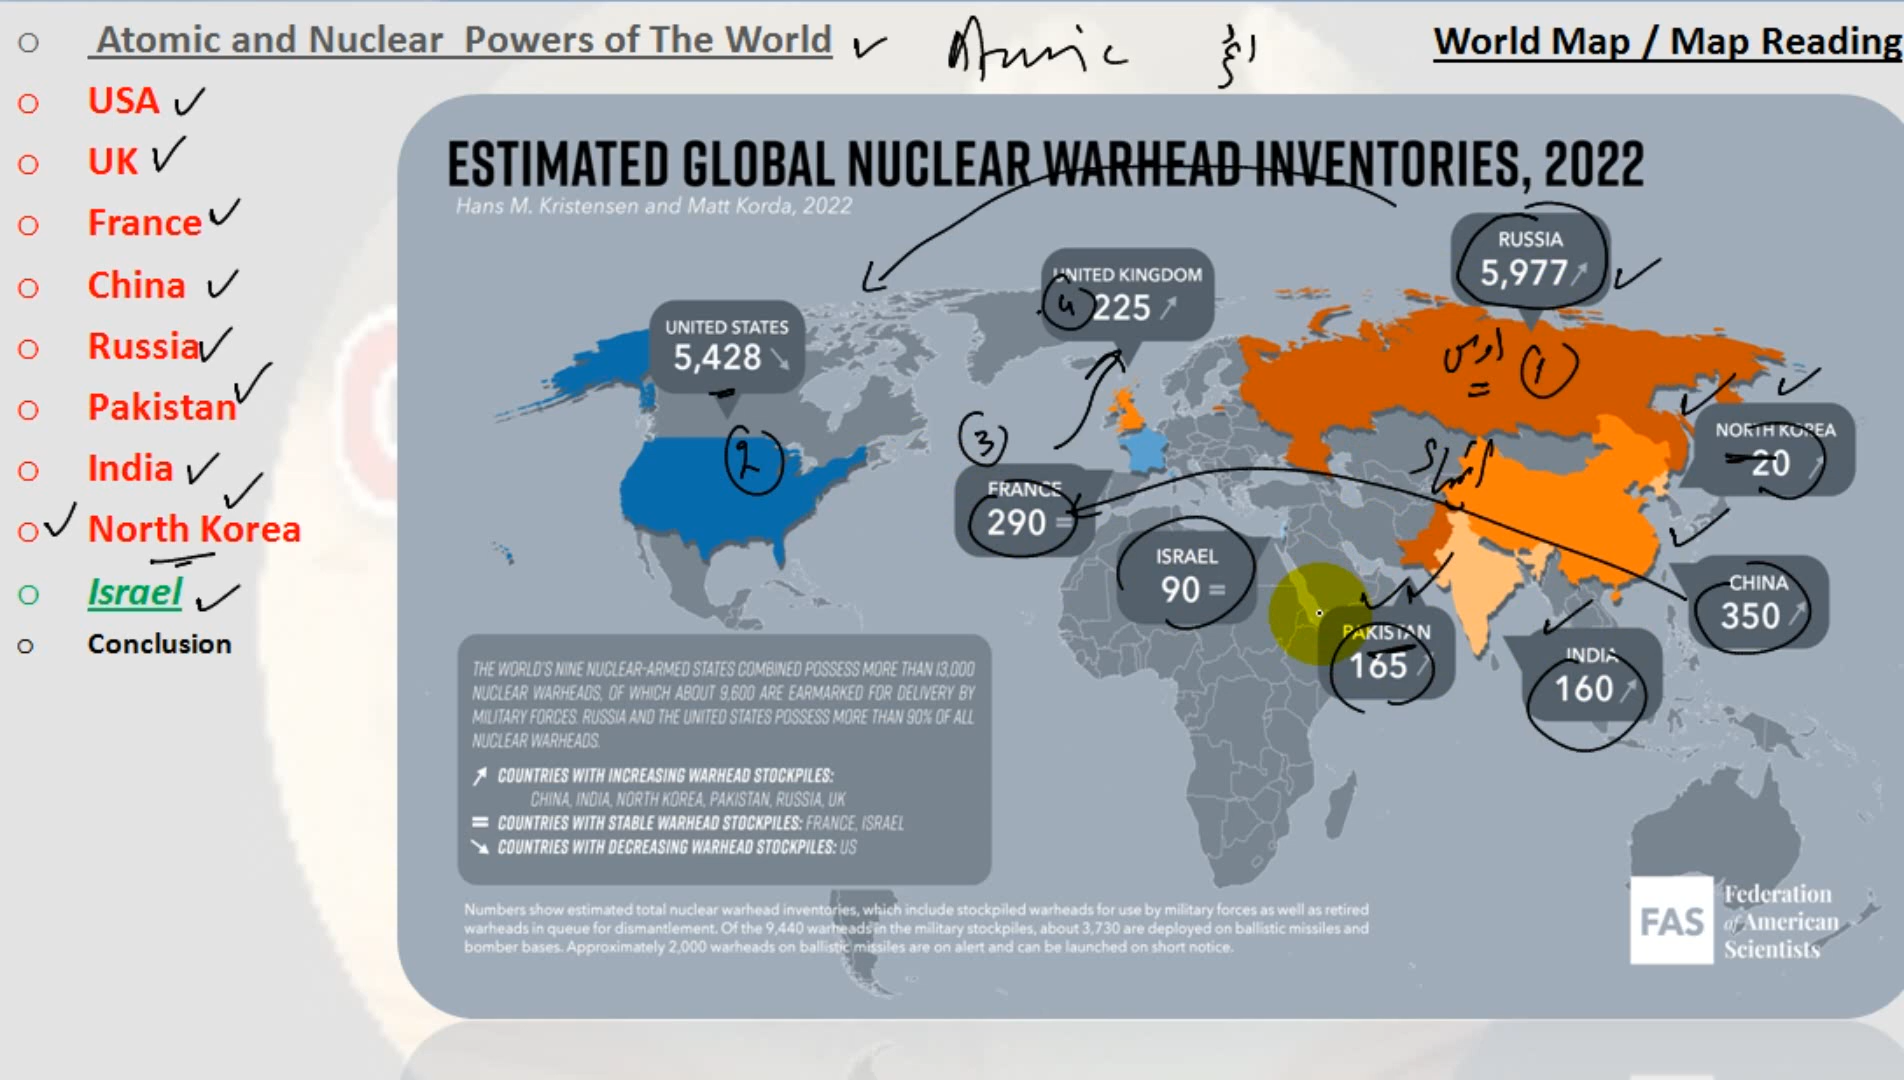 Atomic and Nuclear Powers of The World
Atomic
World Map / Map Reading
USA
UK
France
China
Russia
Pakistan
India
North Korea
Israel
Conclusion
ESTIMATED GLOBAL NUCLEAR WARHEAD INVENTORIES, 2022
Hans M. Kristensen and Matt Korda, 2022
RUSSIA
5,977
UNITED KINGDOM
4 225
UNITED STATES
5,428
1
2
3
NORTH KOREA
20
FRANCE
290 =
ISRAEL
90 =
CHINA
350
PAKISTAN
165
INDIA
160
THE WORLD'S NINE NUCLEAR-ARMED STATES COMBINED POSSESS MORE THAN 13,000
NUCLEAR WARHEADS, OF WHICH ABOUT 9,600 ARE EARMARKED FOR DELIVERY BY
MILITARY FORCES. RUSSIA AND THE UNITED STATES POSSESS MORE THAN 90% OF ALL
NUCLEAR WARHEADS.
COUNTRIES WITH INCREASING WARHEAD STOCKPILES:
CHINA, INDIA, NORTH KOREA, PAKISTAN, RUSSIA, UK
= COUNTRIES WITH STABLE WARHEAD STOCKPILES: FRANCE, ISRAEL
COUNTRIES WITH DECREASING WARHEAD STOCKPILES: US
Numbers show estimated total nuclear warhead inventories, which include stockpiled warheads for use by military forces as well as retired
warheads in queue for dismantlement. Of the 9,440 warheads in the military stockpiles, about 3,730 are deployed on ballistic missiles and
bomber bases. Approximately 2,000 warheads on ballistic missiles are on alert and can be launched on short notice.
FAS
Federation
of American
Scientists